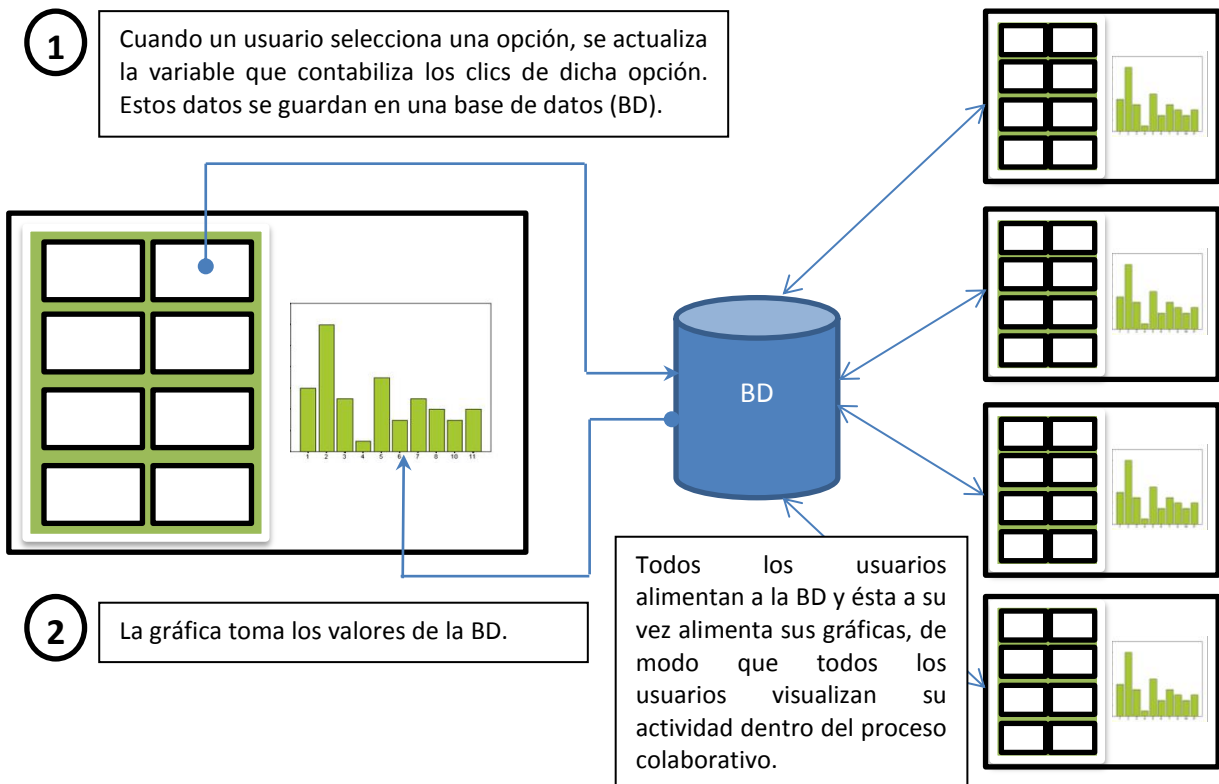 1
Cuando un usuario selecciona una opción, se actualiza
la variable que contabiliza los clics de dicha opción.
Estos datos se guardan en una base de datos (BD).
BD
1 2 3 4 5 6 7 8 10 11
2
La gráfica toma los valores de la BD.
Todos los usuarios
alimentan a la BD y ésta a su
vez alimenta sus gráficas, de
modo que todos los
usuarios visualizan su
actividad dentro del proceso
colaborativo.